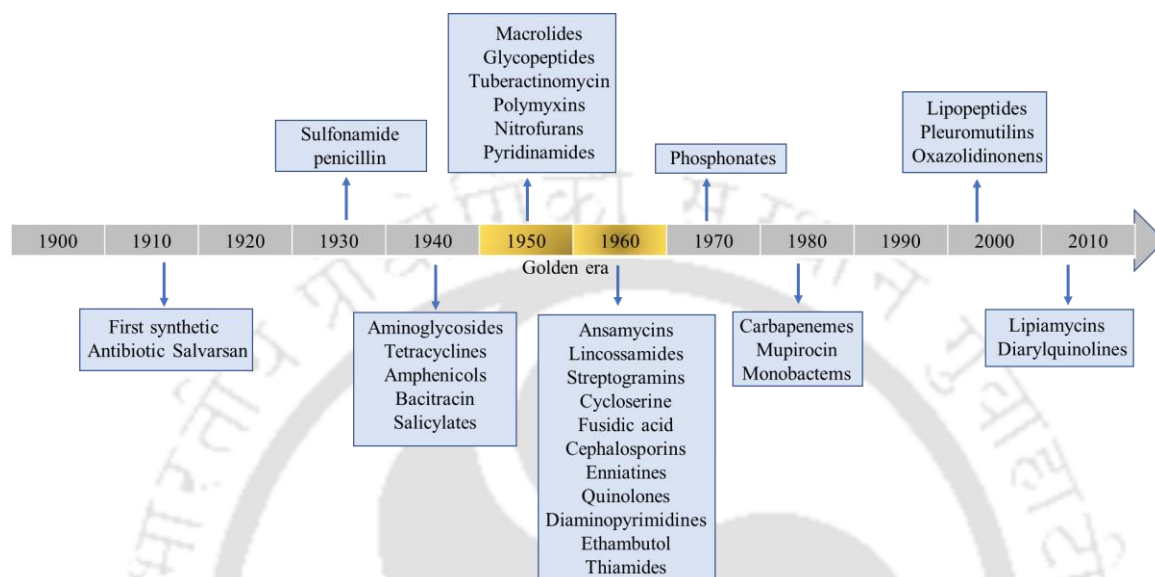 Macrolides
Glycopeptides
Tuberactinomycin
Polymyxins
Nitrofurans
Pyridinamides
Sulfonamide
penicillin
Phosphonates
Lipopeptides
Pleuromutilins
Oxazolidinonens
1900 1910 1920 1930 1940 1950 1960 1970 1980 1990 2000 2010
Golden era
First synthetic
Antibiotic Salvarsan
Aminoglycosides
Tetracyclines
Amphenicols
Bacitracin
Salicylates
Ansamycins
Lincossamides
Streptogramins
Cycloserine
Fusidic acid
Cephalosporins
Enniatines
Quinolones
Diaminopyrimidines
Ethambutol
Thiamides
Carbapenemes
Mupirocin
Monobactems
Lipiamycins
Diarylquinolines